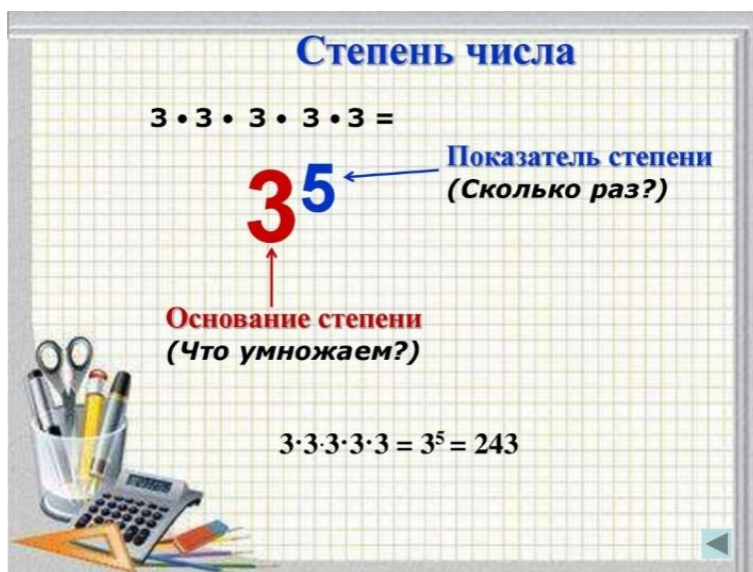 Степень числа
3 • 3 • 3 • 3 • 3 =
3⁵
Показатель степени
(Сколько раз?)
Основание степени
(Что умножаем?)
3·3·3·3·3 = 3⁵ = 243